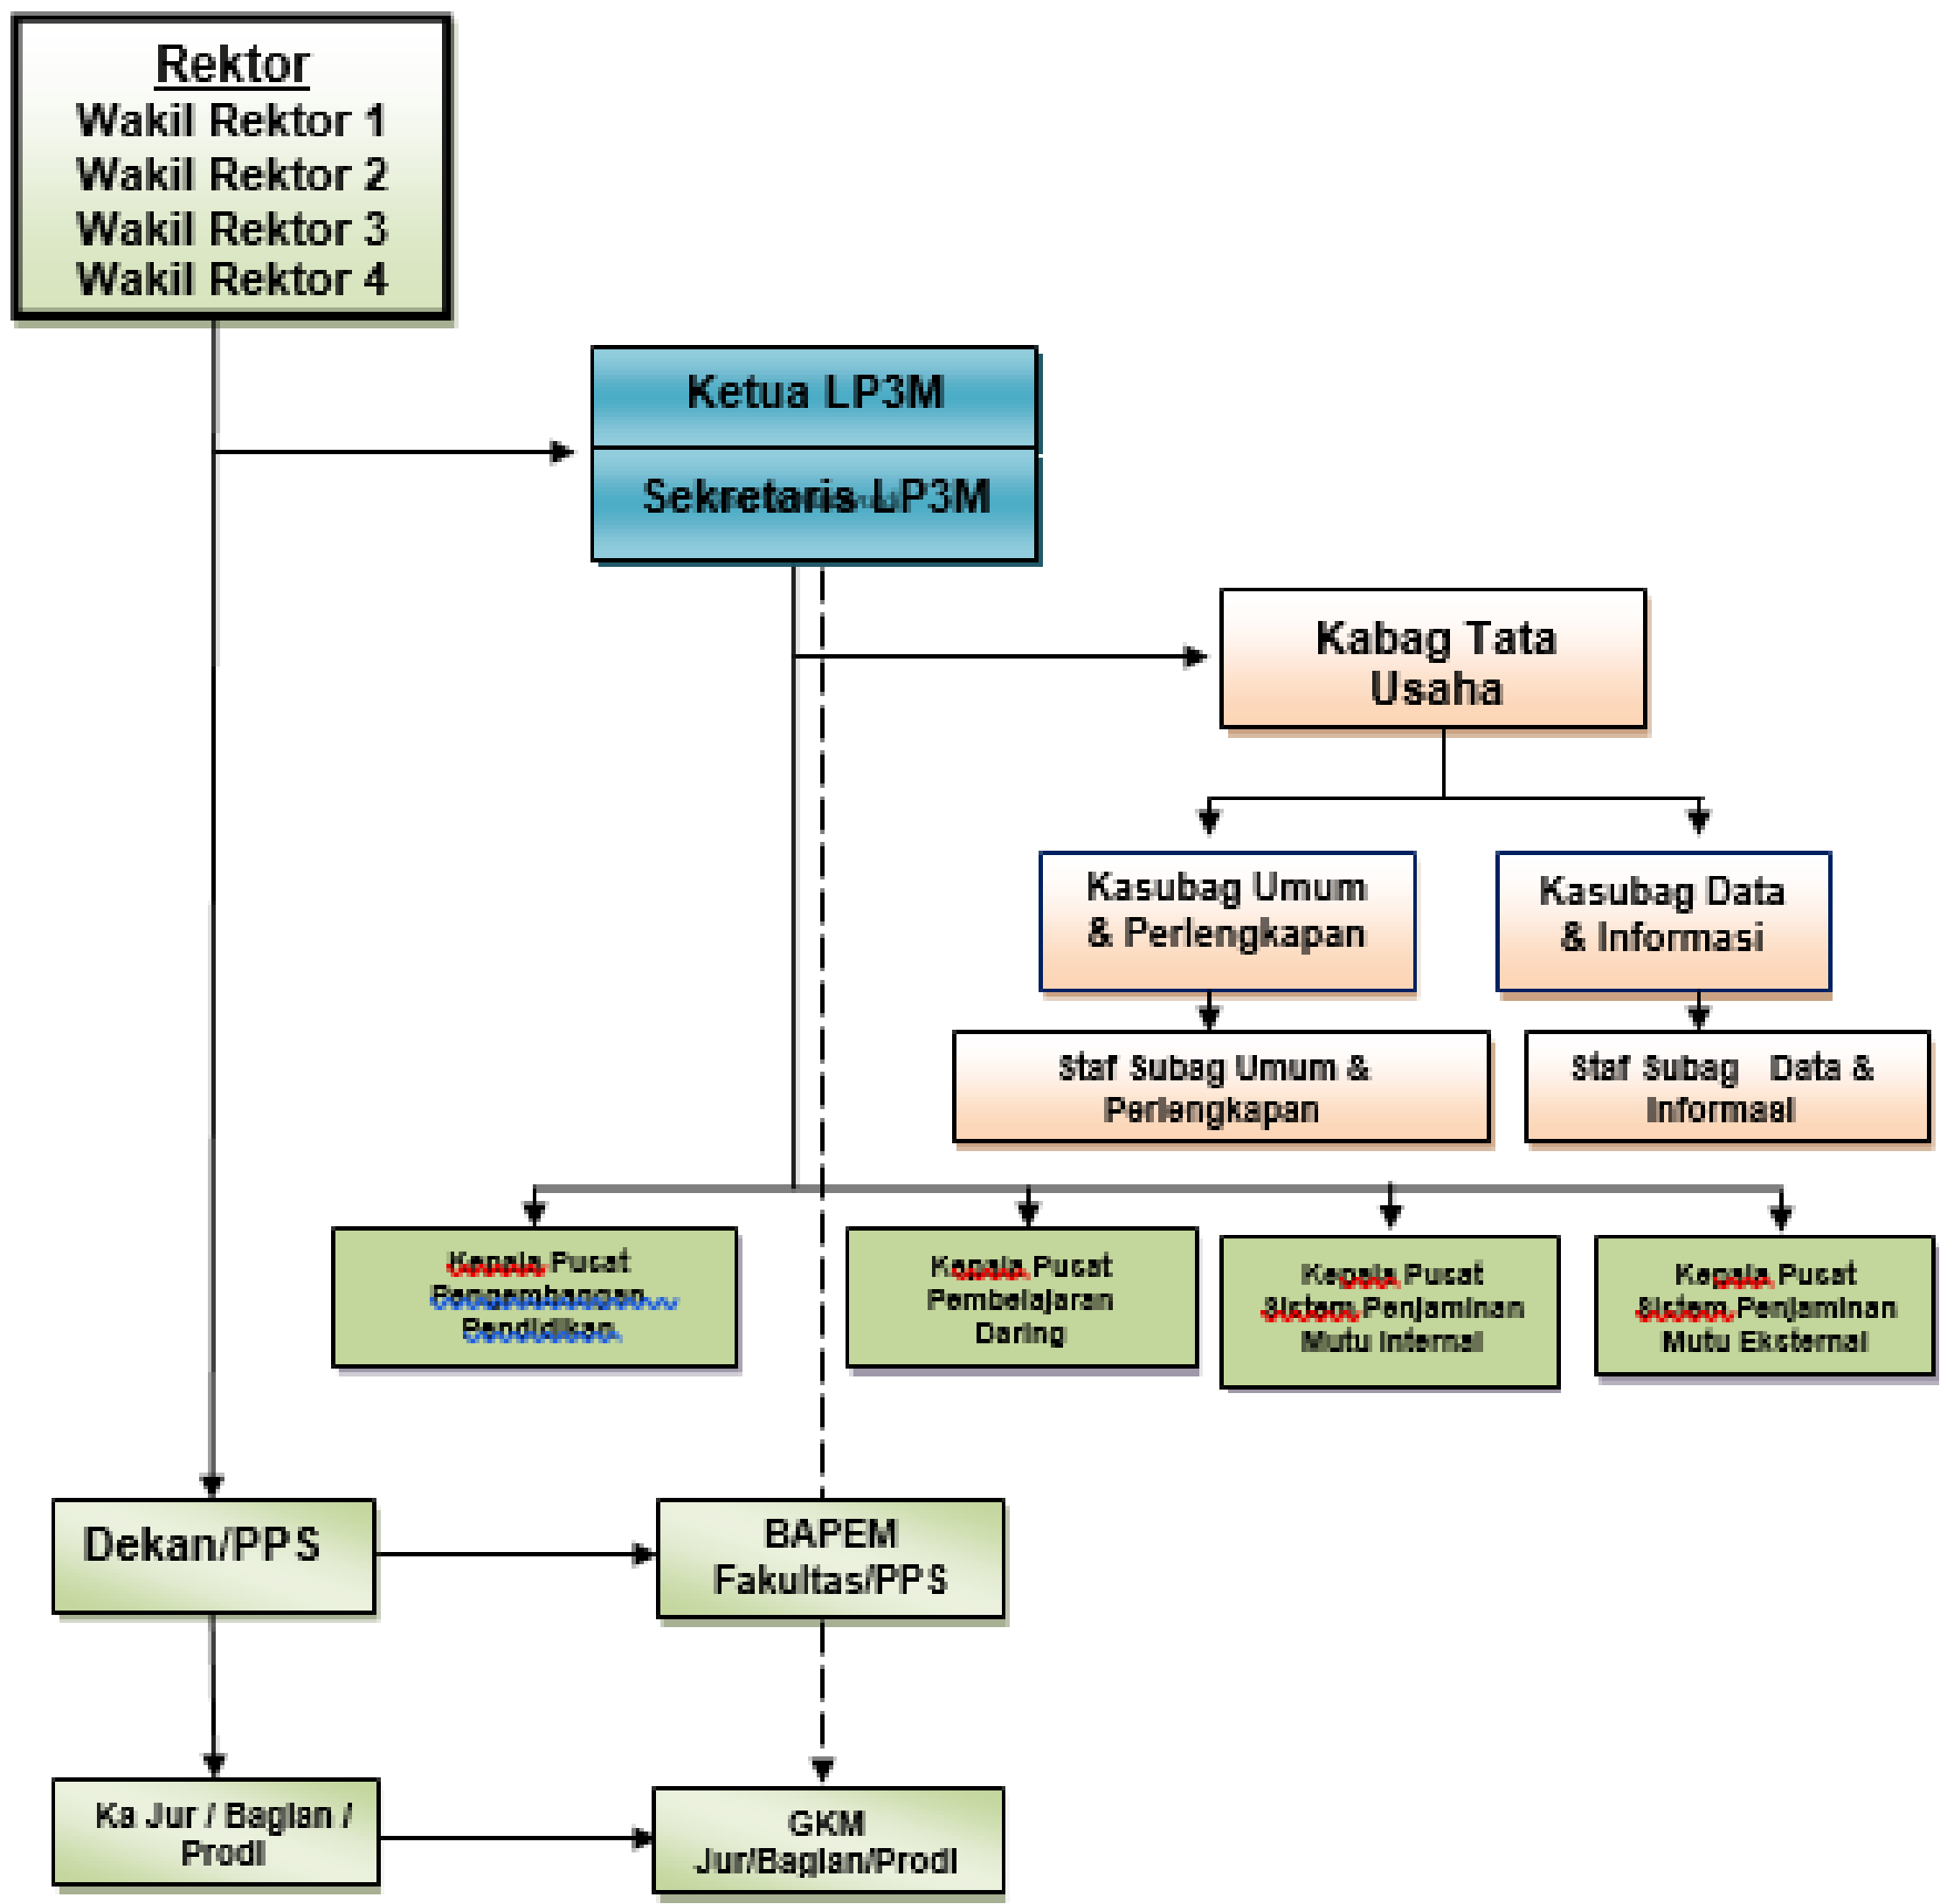 Rektor
Wakil Rektor 1
Wakil Rektor 2
Wakil Rektor 3
Wakil Rektor 4
Ketua LP3M
Sekretaris LP3M
Kabag Tata
Usaha
Kasubag Umum
& Perlengkapan
Kasubag Data
& Informasi
Staf Subag Umum &
Perlengkapan
Staf Subag Data &
Informasi
Kepala Pusat
Pengembangan
Pendidikan
Kepala Pusat
Pembelajaran
Daring
Kepala Pusat
Sistem Penjaminan
Mutu Internal
Kepala Pusat
Sistem Penjaminan
Mutu Eksternal
Dekan/PPS
BAPEM
Fakultas/PPS
Ka Jur / Bagian /
Prodi
GKM
Jur/Bagian/Prodi